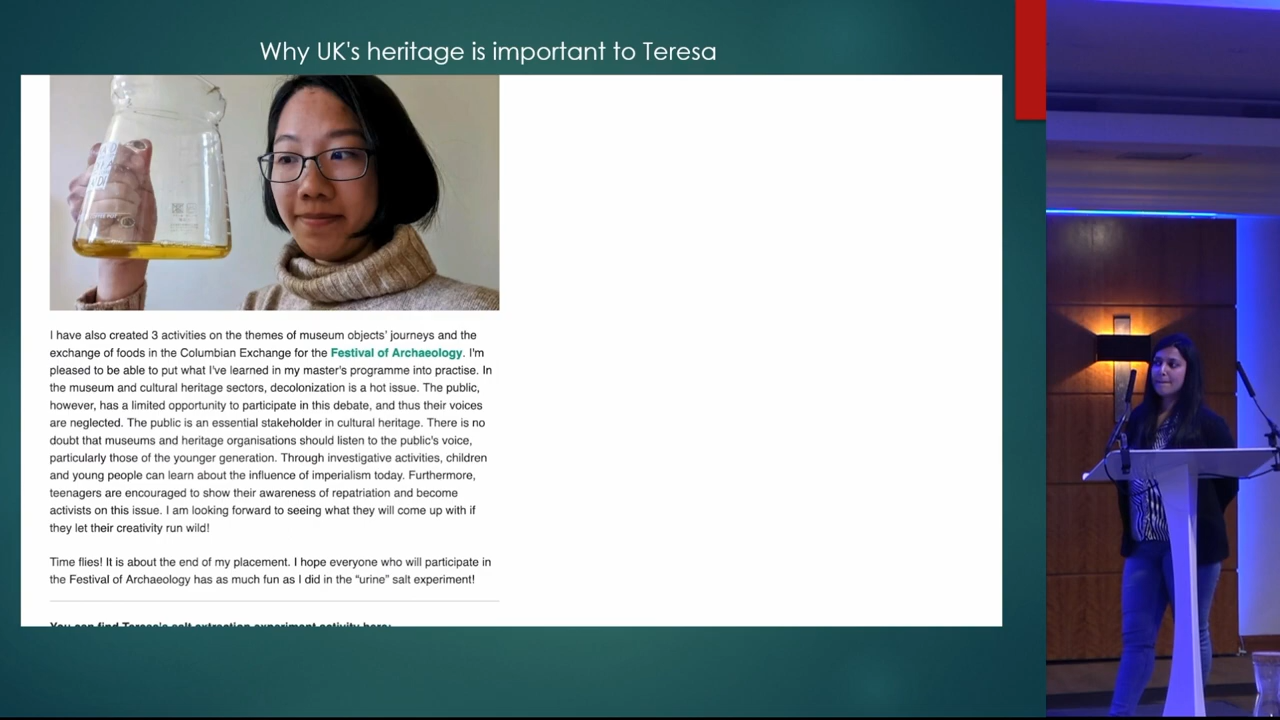 Why UK's heritage is important to Teresa
I have also created 3 activities on the themes of museum objects' journeys and the
exchange of foods in the Columbian Exchange for the Festival of Archaeology. I'm
pleased to be able to put what I've learned in my master's programme into practise. In
the museum and cultural heritage sectors, decolonization is a hot issue. The public,
however, has a limited opportunity to participate in this debate, and thus their voices
are neglected. The public is an essential stakeholder in cultural heritage. There is no
doubt that museums and heritage organisations should listen to the public's voice,
particularly those of the younger generation. Through investigative activities, children
and young people can learn about the influence of imperialism today. Furthermore,
teenagers are encouraged to show their awareness of repatriation and become
activists on this issue. I am looking forward to seeing what they will come up with if
they let their creativity run wild!
Time flies! It is about the end of my placement. I hope everyone who will participate in
the Festival of Archaeology has as much fun as I did in the “urine” salt experiment!
You can find Teresa's salt extraction experiment activity here: